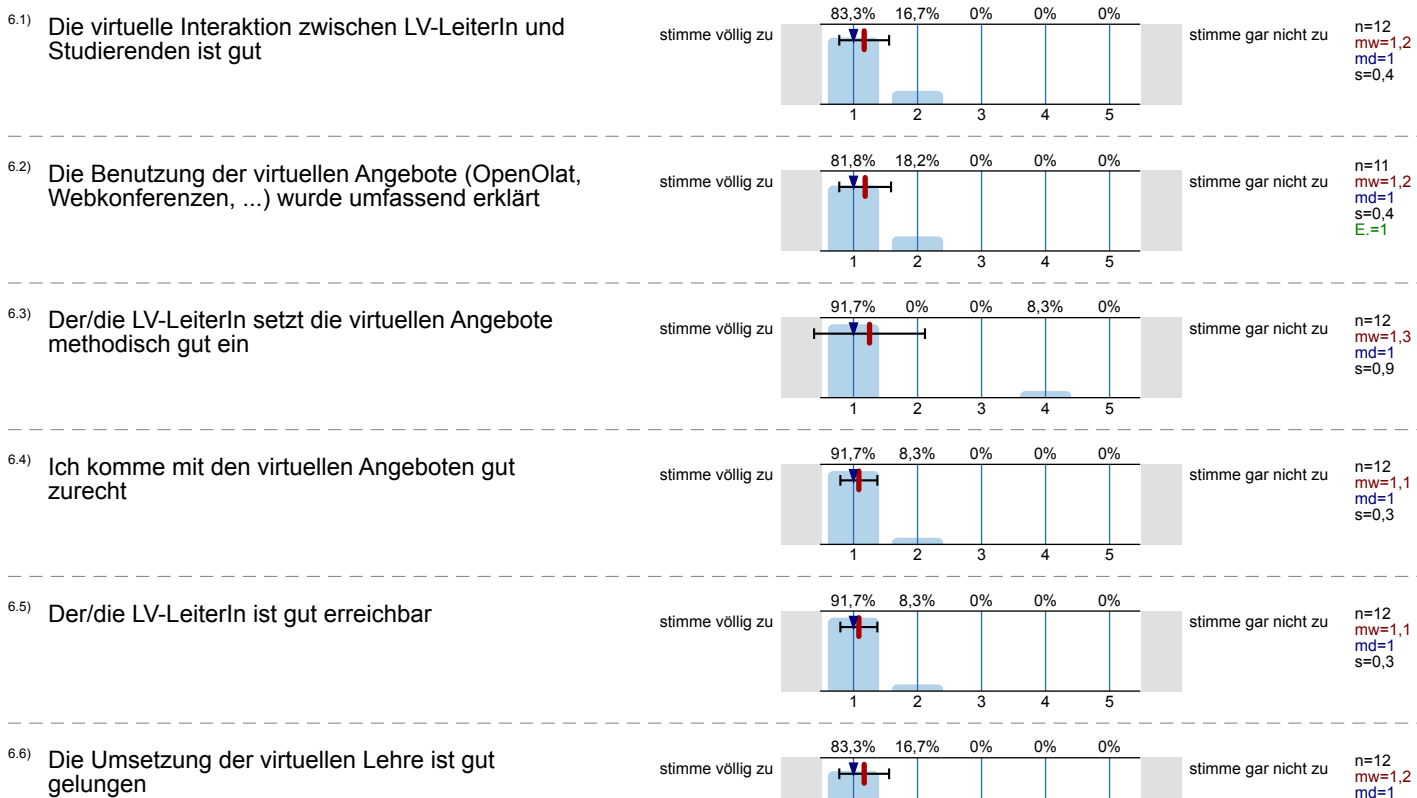 6.1) Die virtuelle Interaktion zwischen LV-LeiterIn und
Studierenden ist gut
stimme völlig zu
83,3% 16,7% 0% 0% 0%
1 2 3 4 5
stimme gar nicht zu
n=12
mw=1,2
md=1
s=0,4
6.2) Die Benutzung der virtuellen Angebote (OpenOlat,
Webkonferenzen, ...) wurde umfassend erklärt
stimme völlig zu
81,8% 18,2% 0% 0% 0%
1 2 3 4 5
stimme gar nicht zu
n=11
mw=1,2
md=1
s=0,4
E.=1
6.3) Der/die LV-LeiterIn setzt die virtuellen Angebote
methodisch gut ein
stimme völlig zu
91,7% 0% 0% 8,3% 0%
1 2 3 4 5
stimme gar nicht zu
n=12
mw=1,3
md=1
s=0,9
6.4) Ich komme mit den virtuellen Angeboten gut
zurecht
stimme völlig zu
91,7% 8,3% 0% 0% 0%
1 2 3 4 5
stimme gar nicht zu
n=12
mw=1,1
md=1
s=0,3
6.5) Der/die LV-LeiterIn ist gut erreichbar
stimme völlig zu
91,7% 8,3% 0% 0% 0%
1 2 3 4 5
stimme gar nicht zu
n=12
mw=1,1
md=1
s=0,3
6.6) Die Umsetzung der virtuellen Lehre ist gut
gelungen
stimme völlig zu
83,3% 16,7% 0% 0% 0%
stimme gar nicht zu
n=12
mw=1,2
md=1